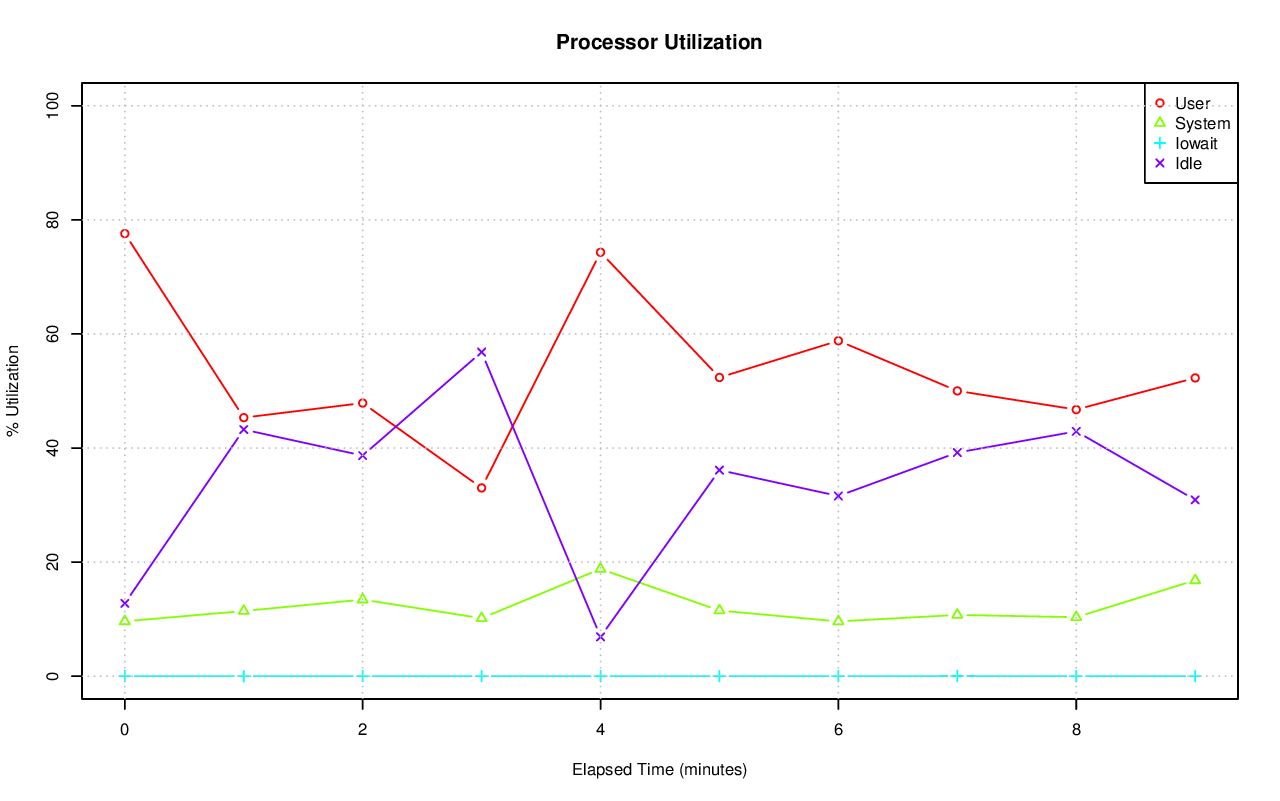 Processor Utilization
User
System
Iowait
Idle
% Utilization
100
80
60
40
20
0
0 2 4 6 8
Elapsed Time (minutes)